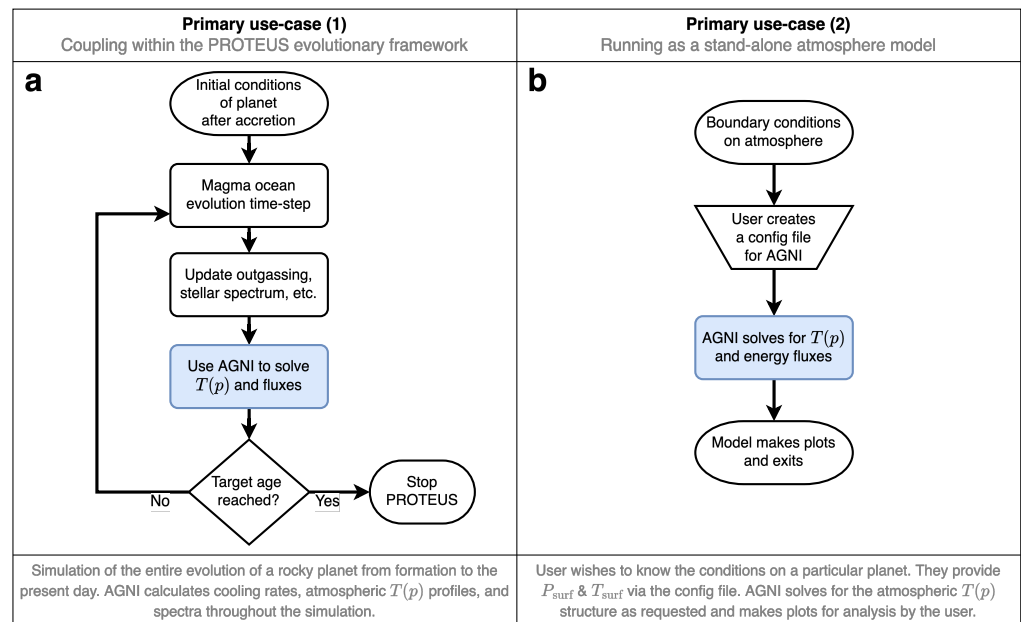 Primary use-case (1)
Coupling within the PROTEUS evolutionary framework
a
Initial conditions
of planet
after accretion
Magma ocean
evolution time-step
Update outgassing,
stellar spectrum, etc.
Use AGNI to solve
T(p) and fluxes
Target age
reached?
No
Yes
Stop
PROTEUS
Simulation of the entire evolution of a rocky planet from formation to the
present day. AGNI calculates cooling rates, atmospheric T(p) profiles, and
spectra throughout the simulation.
Primary use-case (2)
Running as a stand-alone atmosphere model
b
Boundary conditions
on atmosphere
User creates
a config file
for AGNI
AGNI solves for T(p)
and energy fluxes
Model makes plots
and exits
User wishes to know the conditions on a particular planet. They provide
P_surf & T_surf via the config file. AGNI solves for the atmospheric T(p)
structure as requested and makes plots for analysis by the user.